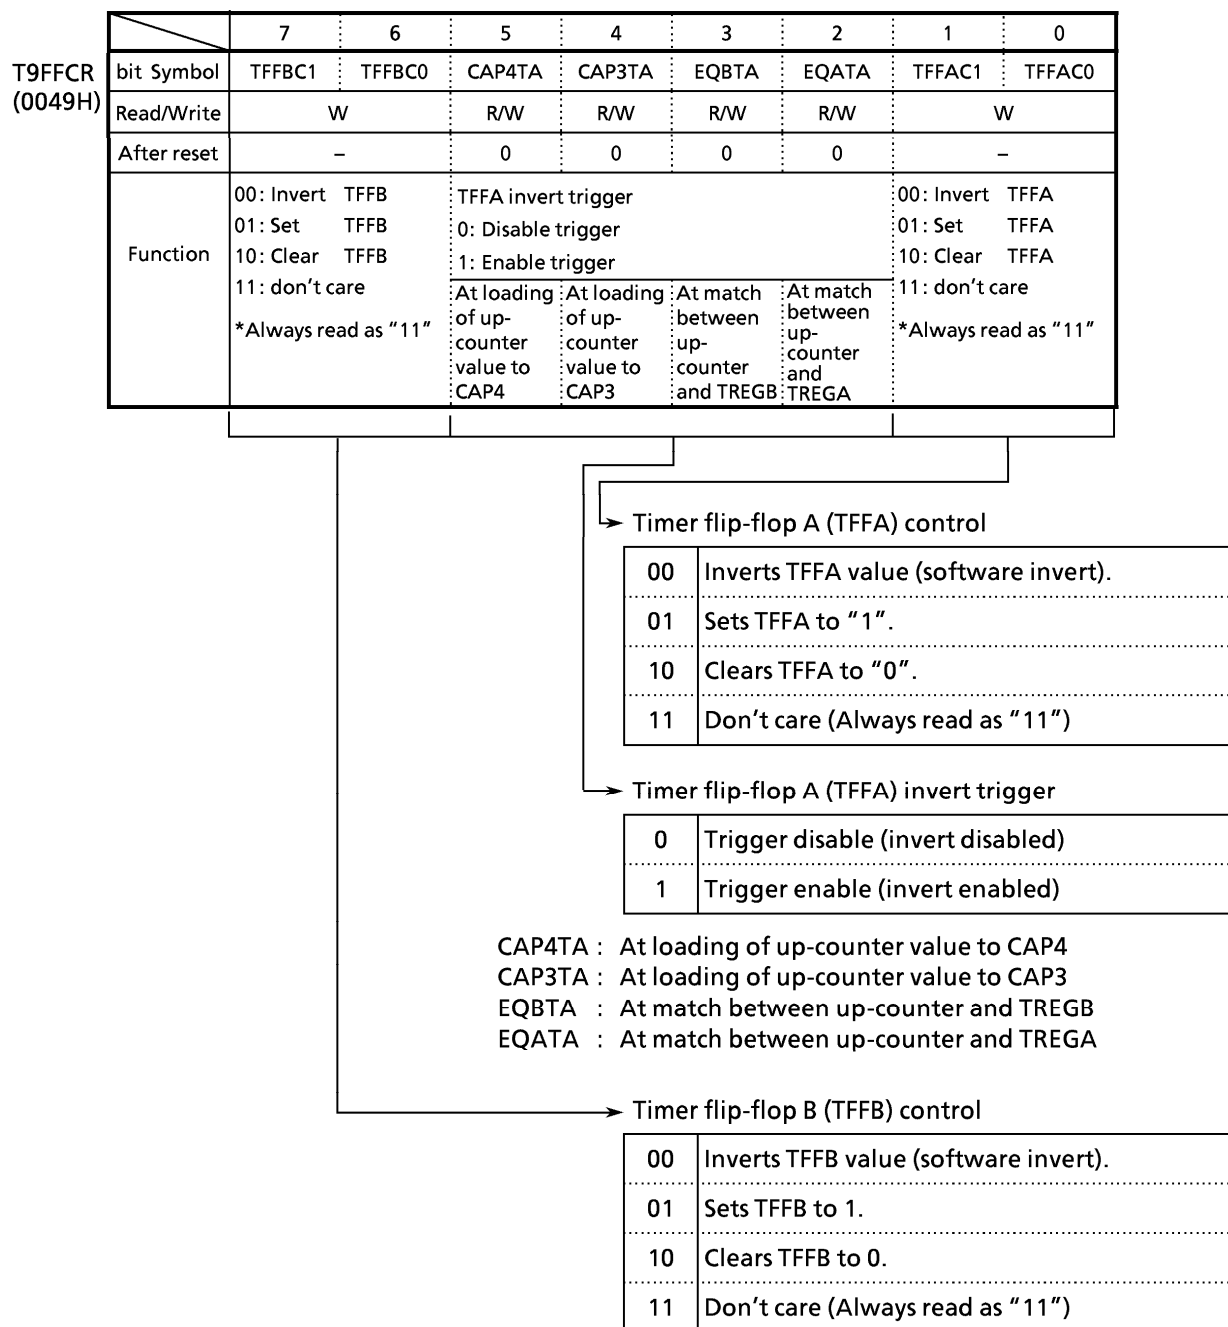 7 6 5 4 3 2 1 0
T9FFCR
(0049H)
bit Symbol TFFBC1 TFFBC0 CAP4TA CAP3TA EQBTA EQATA TFFAC1 TFFAC0
Read/Write W R/W R/W R/W R/W W
After reset – 0 0 0 0 –
Function
00: Invert TFFB
01: Set TFFB
10: Clear TFFB
11: don't care
*Always read as "11"
TFFA invert trigger
0: Disable trigger
1: Enable trigger
At loading
of up-
counter
value to
CAP4
At loading
of up-
counter
value to
CAP3
At match
between
up-
counter
and TREGB
At match
between
up-
counter
and
TREGA
00: Invert TFFA
01: Set TFFA
10: Clear TFFA
11: don't care
*Always read as "11"
Timer flip-flop A (TFFA) control
00 Inverts TFFA value (software invert).
01 Sets TFFA to "1".
10 Clears TFFA to "0".
11 Don't care (Always read as "11")
Timer flip-flop A (TFFA) invert trigger
0 Trigger disable (invert disabled)
1 Trigger enable (invert enabled)
CAP4TA : At loading of up-counter value to CAP4
CAP3TA : At loading of up-counter value to CAP3
EQBTA : At match between up-counter and TREGB
EQATA : At match between up-counter and TREGA
Timer flip-flop B (TFFB) control
00 Inverts TFFB value (software invert).
01 Sets TFFB to 1.
10 Clears TFFB to 0.
11 Don't care (Always read as "11")